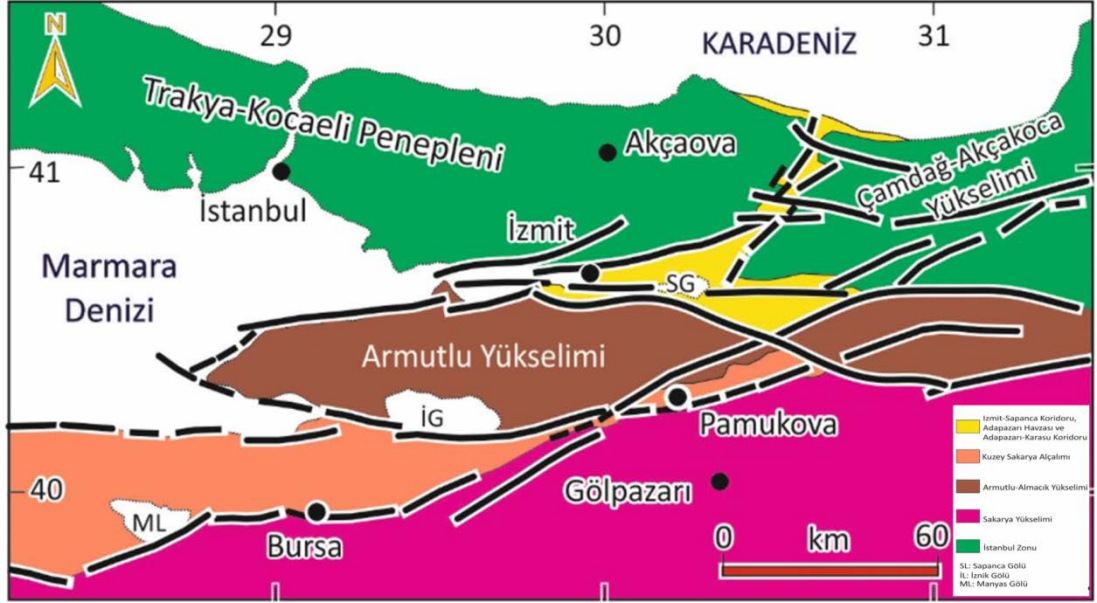 N
29
30
31
KARADENİZ
Trakya-Kocaeli Penepleni
Akçaova
Çamdağ-Akçakoca
Yükselimi
41
İstanbul
İzmit
Marmara
Denizi
SG
Armutlu Yükselimi
İG
Pamukova
40
Gölpazarı
ML
Bursa
0 km 60
Izmit-Sapanca Koridoru,
Adapazarı Havzası ve
Adapazarı-Karasu Koridoru
Kuzey Sakarya Alçalımı
Armutlu-Almacık Yükselimi
Sakarya Yükselimi
İstanbul Zonu
SL: Sapanca Gölü
İL: İznik Gölü
ML: Manyas Gölü